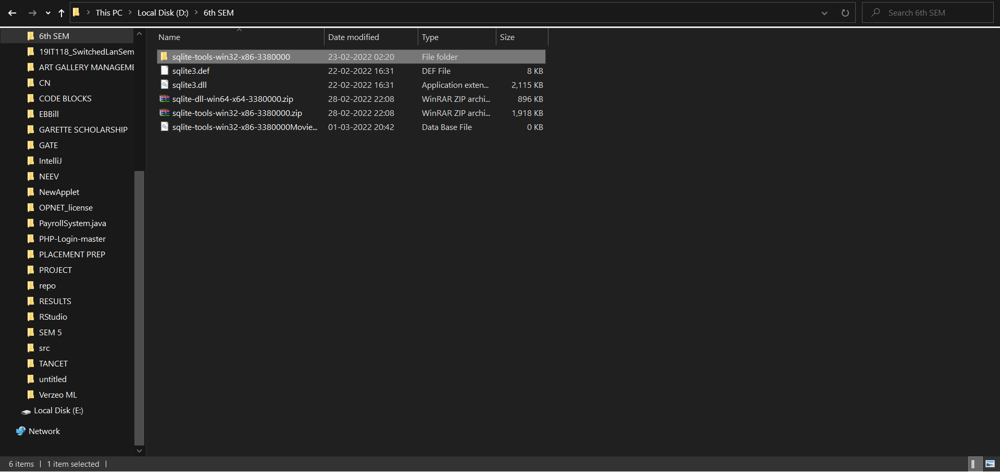 This PC Local Disk (D:) 6th SEM
Search 6th SEM
6th SEM
19IT118_SwitchedLanSem
ART GALLERY MANAGEME
CN
CODE BLOCKS
EBBill
GARETTE SCHOLARSHIP
GATE
IntelliJ
NEEV
NewApplet
OPNET_license
PayrollSystem.java
PHP-Login-master
PLACEMENT PREP
PROJECT
repo
RESULTS
RStudio
SEM 5
src
TANCET
untitled
Verzeo ML
Local Disk (E:)
Network
Name Date modified Type Size
sqlite-tools-win32-x86-3380000 23-02-2022 02:20 File folder
sqlite3.def 22-02-2022 16:31 DEF File 8 KB
sqlite3.dll 22-02-2022 16:31 Application exten... 2,115 KB
sqlite-dll-win64-x64-3380000.zip 28-02-2022 22:08 WinRAR ZIP archi... 896 KB
sqlite-tools-win32-x86-3380000.zip 28-02-2022 22:08 WinRAR ZIP archi... 1,918 KB
sqlite-tools-win32-x86-3380000Movie... 01-03-2022 20:42 Data Base File 0 KB
6 items 1 item selected